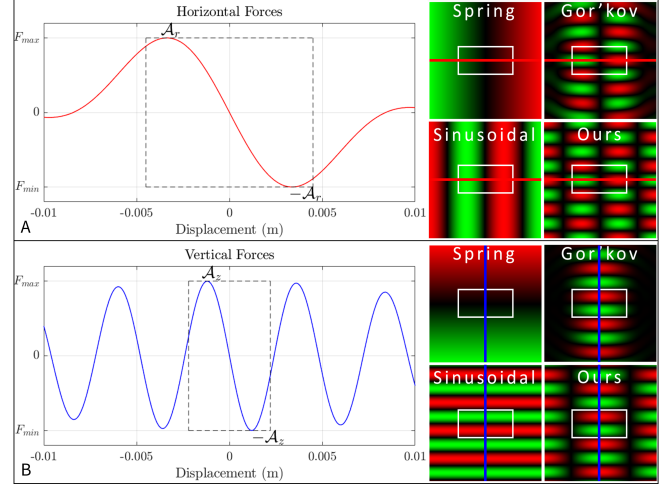 Horizontal Forces
F_max
A_r
0
F_min
-A_r
-0.01
-0.005
0
0.005
0.01
Displacement (m)
A
Spring
Gor'kov
Sinusoidal
Ours
Vertical Forces
F_max
A_z
0
F_min
-A_z
-0.01
-0.005
0
0.005
0.01
Displacement (m)
B
Spring
Gor'kov
Sinusoidal
Ours